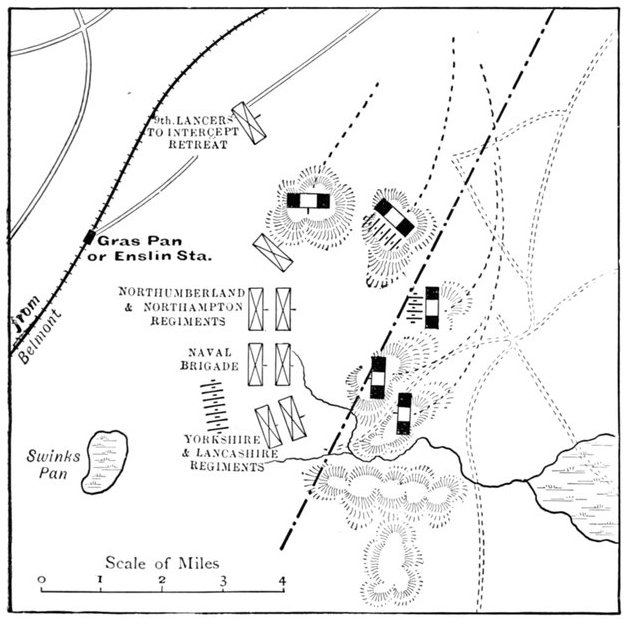 9th. LANCERS
TO INTERCEPT
RETREAT
Gras Pan
or Enslin Sta.
from
Belmont
NORTHUMBERLAND
& NORTHAMPTON
REGIMENTS
NAVAL
BRIGADE
YORKSHIRE
& LANCASHIRE
REGIMENTS
Swinks
Pan
Scale of Miles
0 1 2 3 4